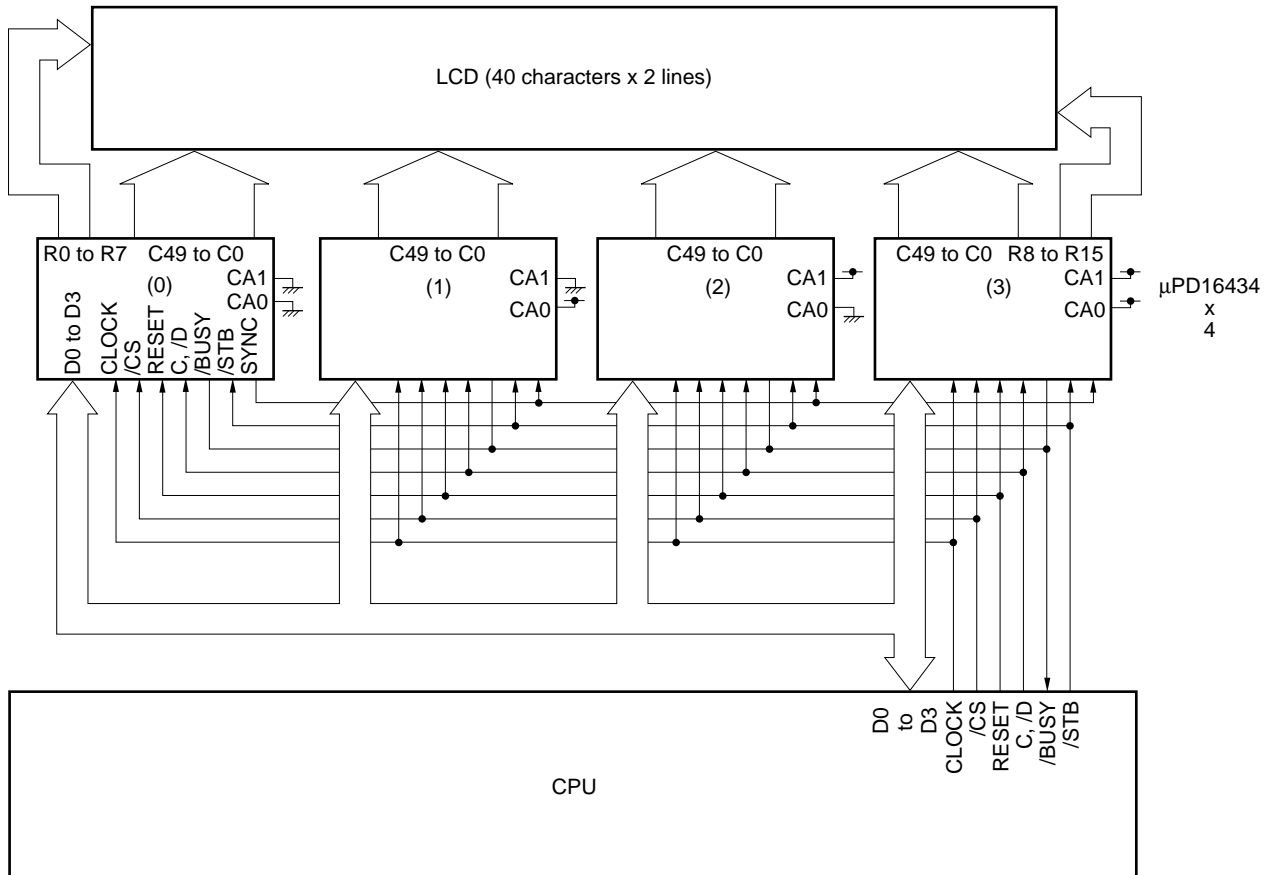 LCD (40 characters x 2 lines)
R0 to R7
C49 to C0
(0)
CA1
CA0
D0 to D3
CLOCK
/CS
RESET
C, /D
/BUSY
/STB
SYNC
C49 to C0
(1)
CA1
CA0
C49 to C0
(2)
CA1
CA0
C49 to C0
R8 to R15
(3)
CA1
CA0
μPD16434
x
4
D0
to
D3
CLOCK
/CS
RESET
C, /D
/BUSY
/STB
CPU